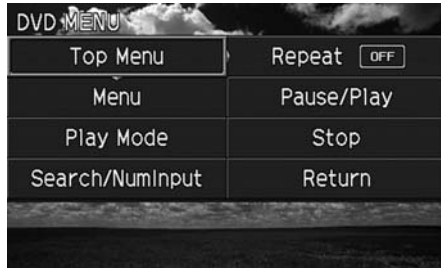 DVD MENU
Top Menu
Repeat OFF
Menu
Pause/Play
Play Mode
Stop
Search/NumInput
Return